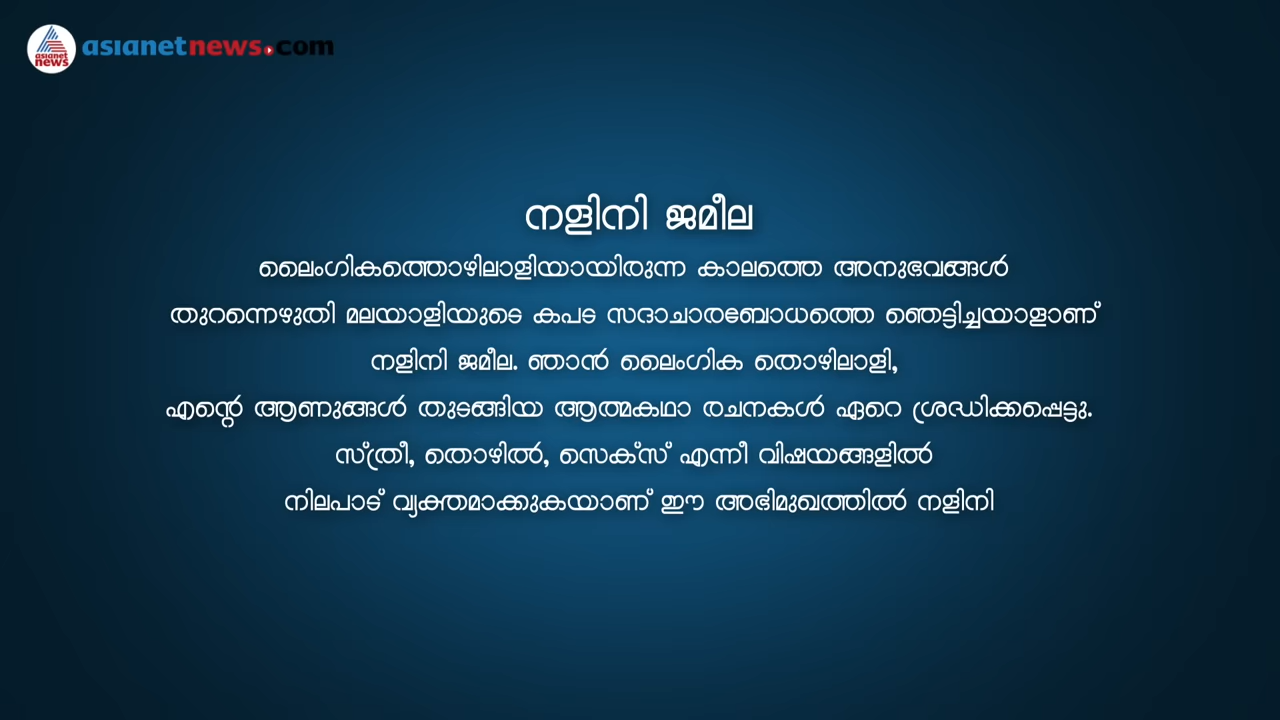 asianet news
asianetnews.com
നളിനി ജമീല
ലൈംഗികത്തൊഴിലാളിയായിരുന്ന കാലത്തെ അനുഭവങ്ങൾ
തുറന്നെഴുതി മലയാളിയുടെ കപട സദാചാരബോധത്തെ ഞെട്ടിച്ചയാളാണ്
നളിനി ജമീല. ഞാൻ ലൈംഗിക തൊഴിലാളി,
എന്റെ ആണുങ്ങൾ തുടങ്ങിയ ആത്മകഥാ രചനകൾ ഏറെ ശ്രദ്ധിക്കപ്പെട്ടു.
സ്ത്രീ, തൊഴിൽ, സെക്സ് എന്നീ വിഷയങ്ങളിൽ
നിലപാട് വ്യക്തമാക്കുകയാണ് ഈ അഭിമുഖത്തിൽ നളിനി